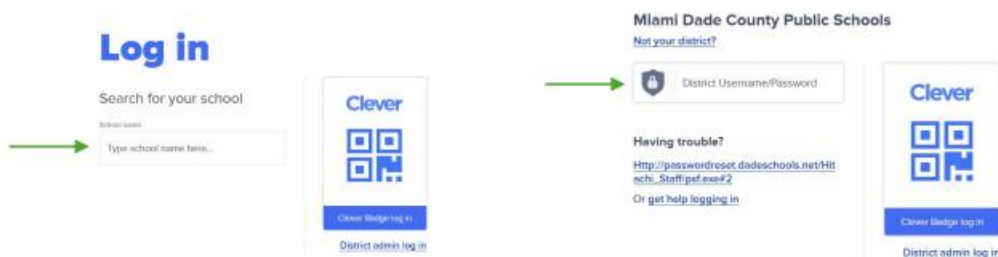 Log in
Search for your school
School name
Type school name here...
Clever
Clever Badge log in
District admin log in
Miami Dade County Public Schools
Not your district?
District Username/Password
Having trouble?
Http://passwordreset.dadeschools.net/Hit
achi_Staff/psf.exe#2
Or get help logging in
Clever
Clever Badge log in
District admin log in